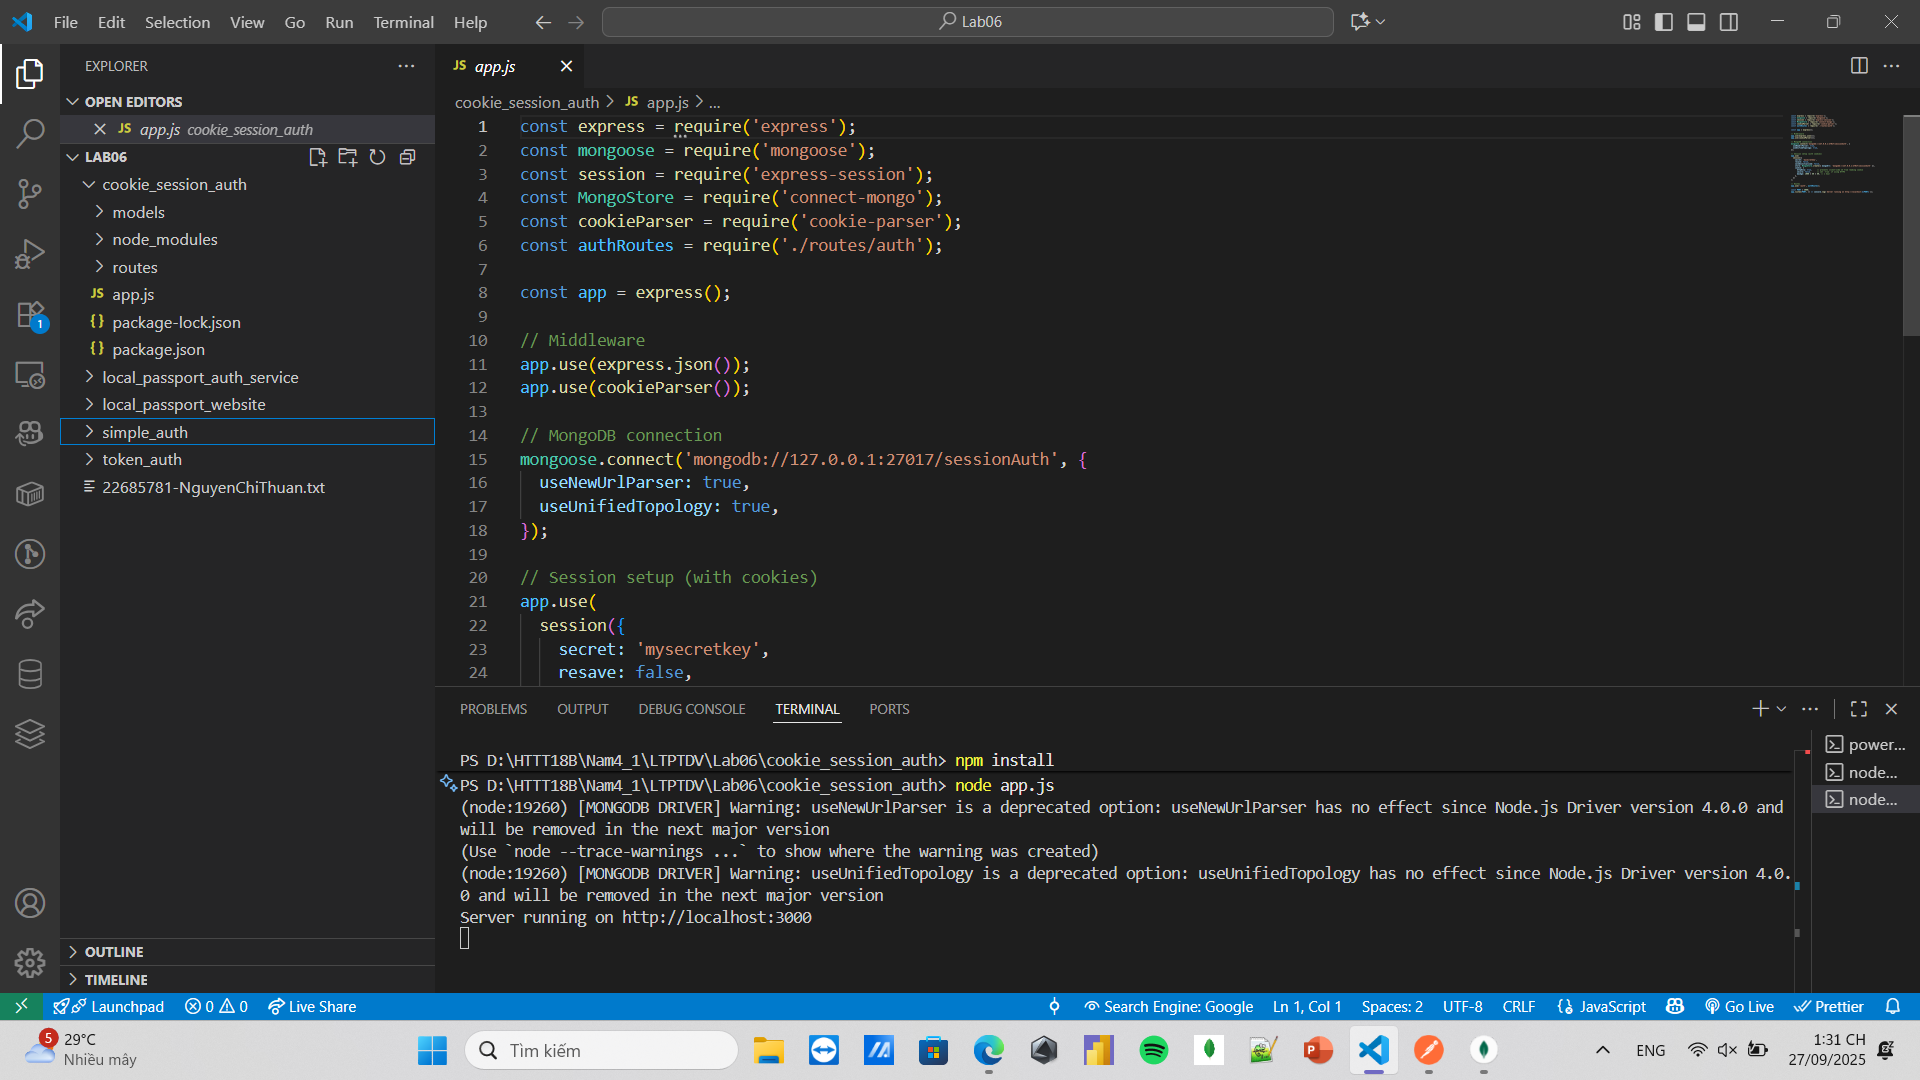 File Edit Selection View Go Run Terminal Help
Lab06
EXPLORER
OPEN EDITORS
JS app.js cookie_session_auth
LAB06
cookie_session_auth
models
node_modules
routes
JS app.js
{} package-lock.json
{} package.json
local_passport_auth_service
local_passport_website
simple_auth
token_auth
22685781-NguyenChiThuan.txt
OUTLINE
TIMELINE
1
JS app.js
cookie_session_auth > JS app.js > ...
1 const express = require('express');
2 const mongoose = require('mongoose');
3 const session = require('express-session');
4 const MongoStore = require('connect-mongo');
5 const cookieParser = require('cookie-parser');
6 const authRoutes = require('./routes/auth');
7
8 const app = express();
9
10 // Middleware
11 app.use(express.json());
12 app.use(cookieParser());
13
14 // MongoDB connection
15 mongoose.connect('mongodb://127.0.0.1:27017/sessionAuth', {
16 useNewUrlParser: true,
17 useUnifiedTopology: true,
18 });
19
20 // Session setup (with cookies)
21 app.use(
22 session({
23 secret: 'mysecretkey',
24 resave: false,
PROBLEMS OUTPUT DEBUG CONSOLE TERMINAL PORTS
PS D:\HTTT18B\Nam4_1\LTPTDV\Lab06\cookie_session_auth> npm install
PS D:\HTTT18B\Nam4_1\LTPTDV\Lab06\cookie_session_auth> node app.js
(node:19260) [MONGODB DRIVER] Warning: useNewUrlParser is a deprecated option: useNewUrlParser has no effect since Node.js Driver version 4.0.0 and
will be removed in the next major version
(Use `node --trace-warnings ...` to show where the warning was created)
(node:19260) [MONGODB DRIVER] Warning: useUnifiedTopology is a deprecated option: useUnifiedTopology has no effect since Node.js Driver version 4.0.
0 and will be removed in the next major version
Server running on http://localhost:3000
power...
node...
node...
Launchpad 0 0 Live Share Search Engine: Google Ln 1, Col 1 Spaces: 2 UTF-8 CRLF {} JavaScript Go Live Prettier
5
29°C
Nhiều mây
Tìm kiếm
ENG
1:31 CH
27/09/2025